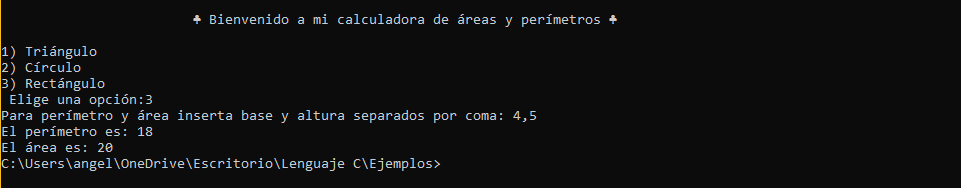 ♣ Bienvenido a mi calculadora de áreas y perímetros ♣
1) Triángulo
2) Círculo
3) Rectángulo
Elige una opción:3
Para perímetro y área inserta base y altura separados por coma: 4,5
El perímetro es: 18
El área es: 20
C:\Users\angel\OneDrive\Escritorio\Lenguaje C\Ejemplos>